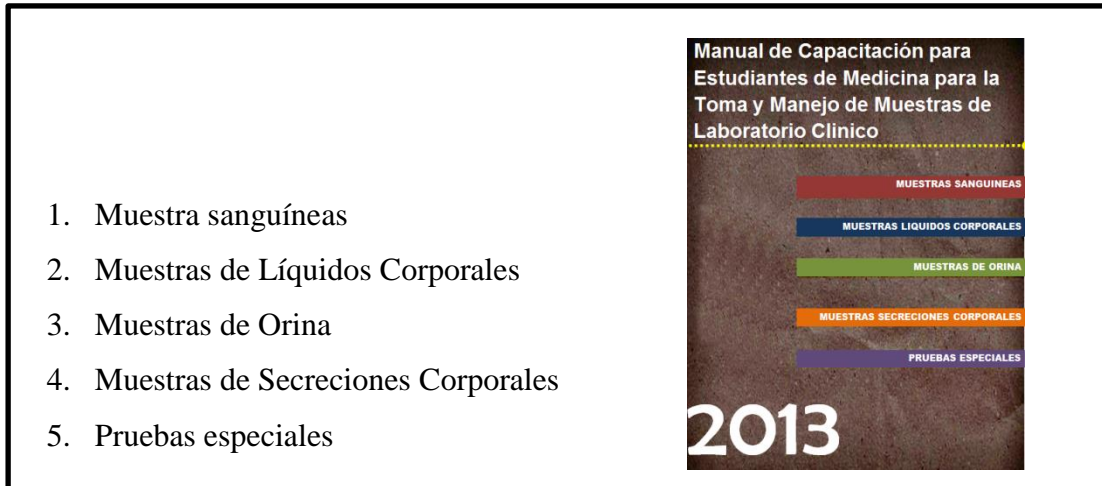 1. Muestra sanguíneas
2. Muestras de Líquidos Corporales
3. Muestras de Orina
4. Muestras de Secreciones Corporales
5. Pruebas especiales
Manual de Capacitación para
Estudiantes de Medicina para la
Toma y Manejo de Muestras de
Laboratorio Clinico
MUESTRAS SANGUINEAS
MUESTRAS LIQUIDOS CORPORALES
MUESTRAS DE ORINA
MUESTRAS SECRECIONES CORPORALES
PRUEBAS ESPECIALES
2013